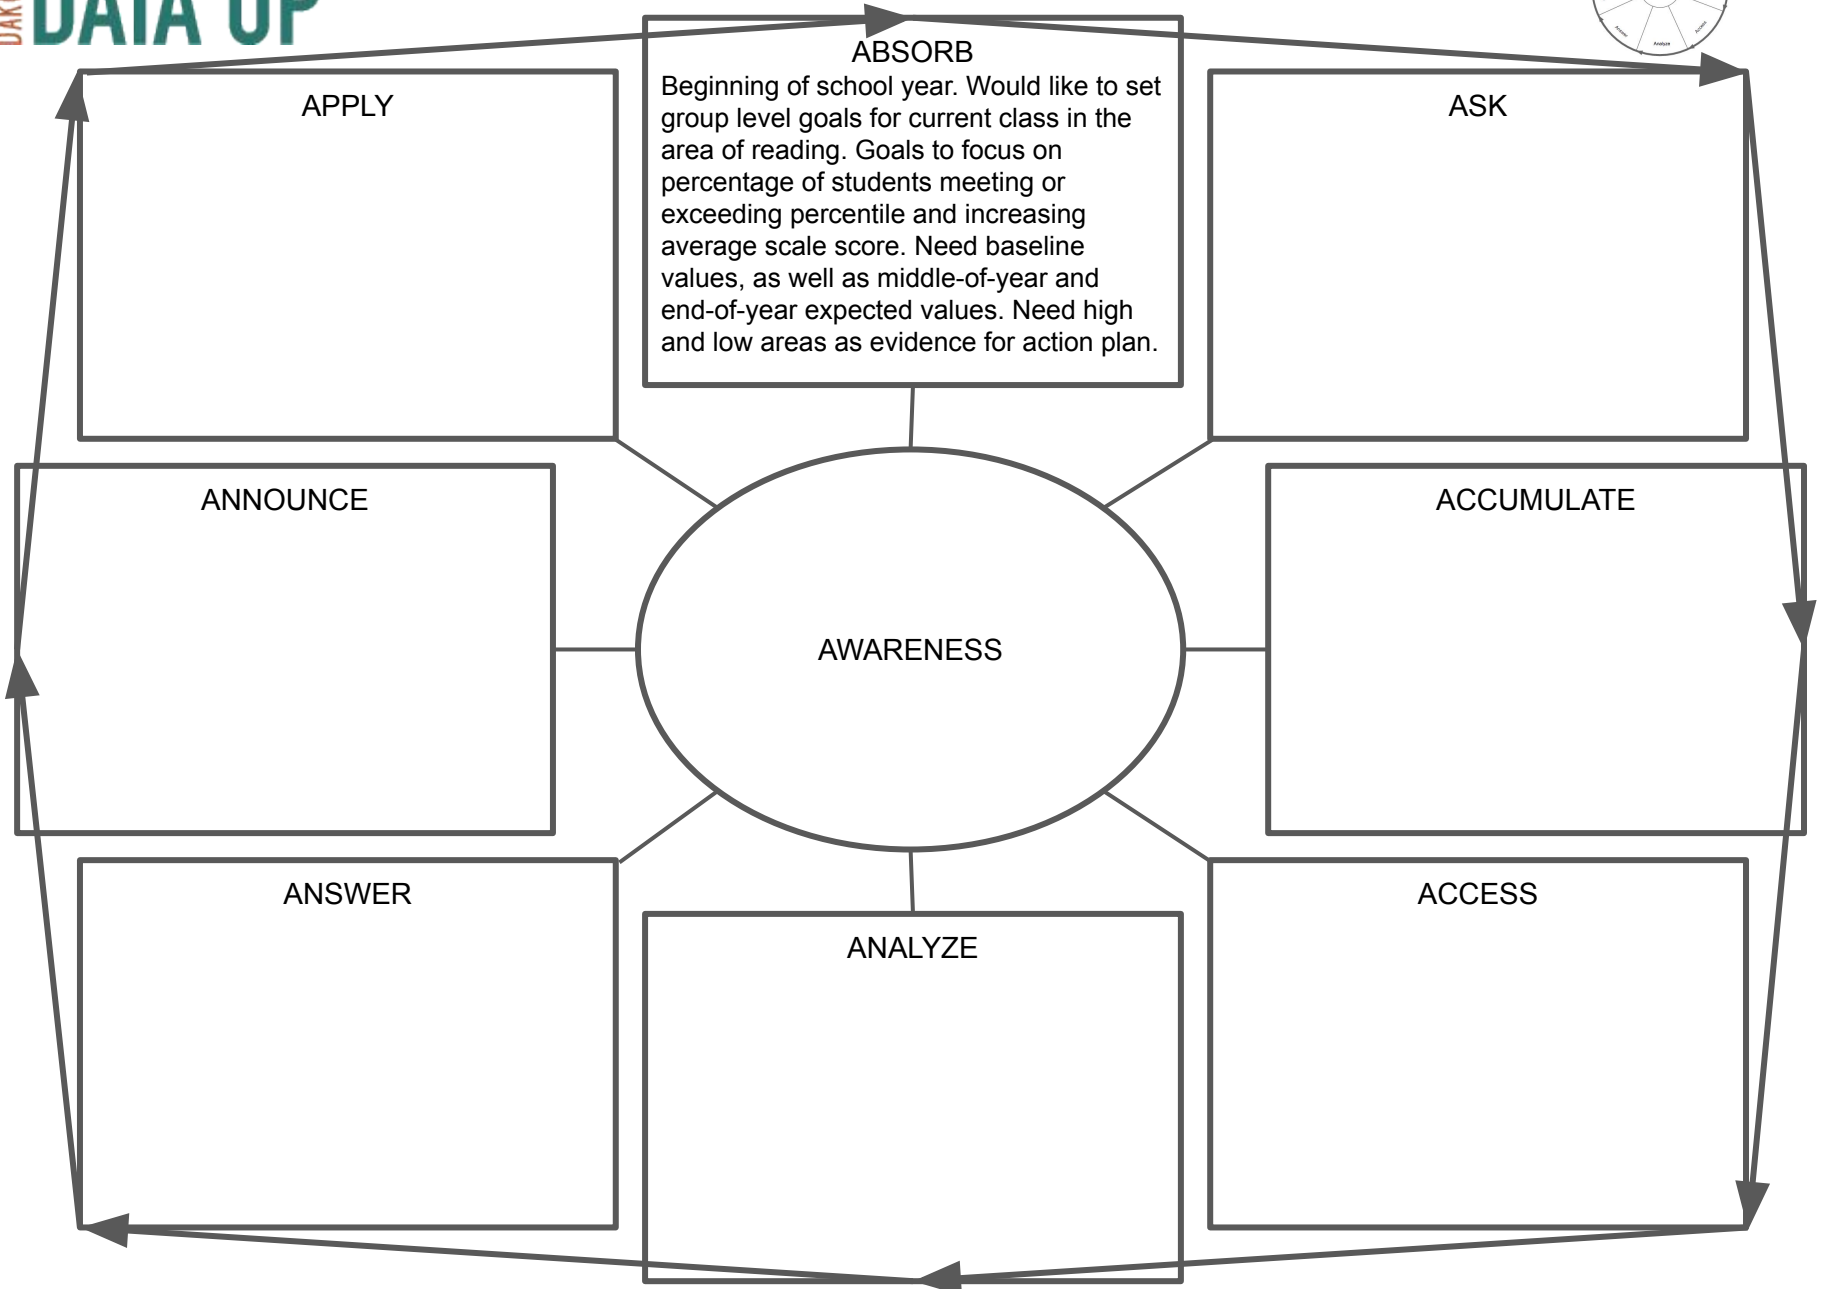 DATA UP
ABSORB
Beginning of school year. Would like to set
group level goals for current class in the
area of reading. Goals to focus on
percentage of students meeting or
exceeding percentile and increasing
average scale score. Need baseline
values, as well as middle-of-year and
end-of-year expected values. Need high
and low areas as evidence for action plan.
Answer
Analyze
Access
APPLY
ASK
ANNOUNCE
ACCUMULATE
AWARENESS
ANSWER
ACCESS
ANALYZE